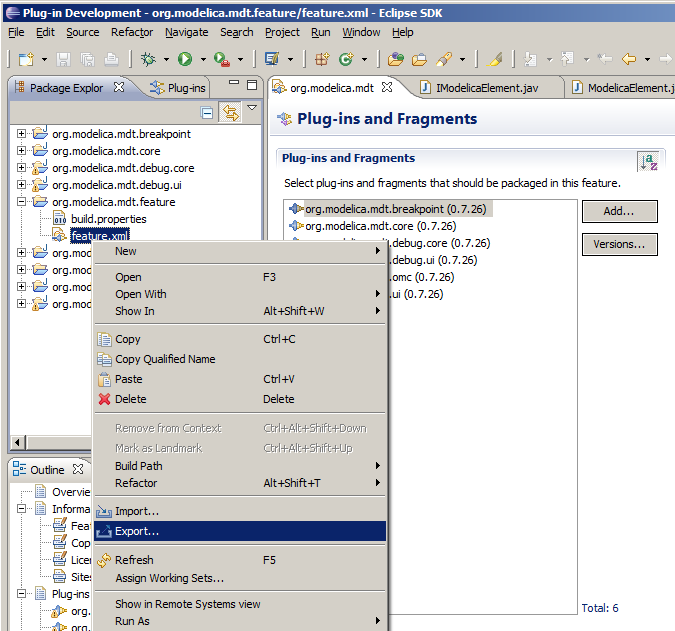 Plug-in Development - org.modelica.mdt.feature/feature.xml - Eclipse SDK
File Edit Source Refactor Navigate Search Project Run Window Help
Package Explor Plug-ins
org.modelica.mdt IModelicaElement.jav ModelicaElement.j
Plug-ins and Fragments
Plug-ins and Fragments
Select plug-ins and fragments that should be packaged in this feature.
org.modelica.mdt.breakpoint
org.modelica.mdt.core
org.modelica.mdt.debug.core
org.modelica.mdt.debug.ui
org.modelica.mdt.feature
build.properties
feature.xml
org.mod
org.mod
org.mod
org.mod
org.modelica.mdt.breakpoint (0.7.26)
org.modelica.mdt.core (0.7.26)
.debug.core (0.7.26)
.debug.ui (0.7.26)
.omc (0.7.26)
.ui (0.7.26)
Add...
Versions...
New
Open F3
Open With
Show In Alt+Shift+W
Copy Ctrl+C
Copy Qualified Name
Paste Ctrl+V
Delete Delete
Remove from Context Ctrl+Alt+Shift+Down
Mark as Landmark Ctrl+Alt+Shift+Up
Build Path
Refactor Alt+Shift+T
Import...
Export...
Refresh F5
Assign Working Sets...
Show in Remote Systems view
Run As
Outline
Overvie
Informa
Feat
Cop
Licen
Sites
Plug-ins
org.
org.
Total: 6